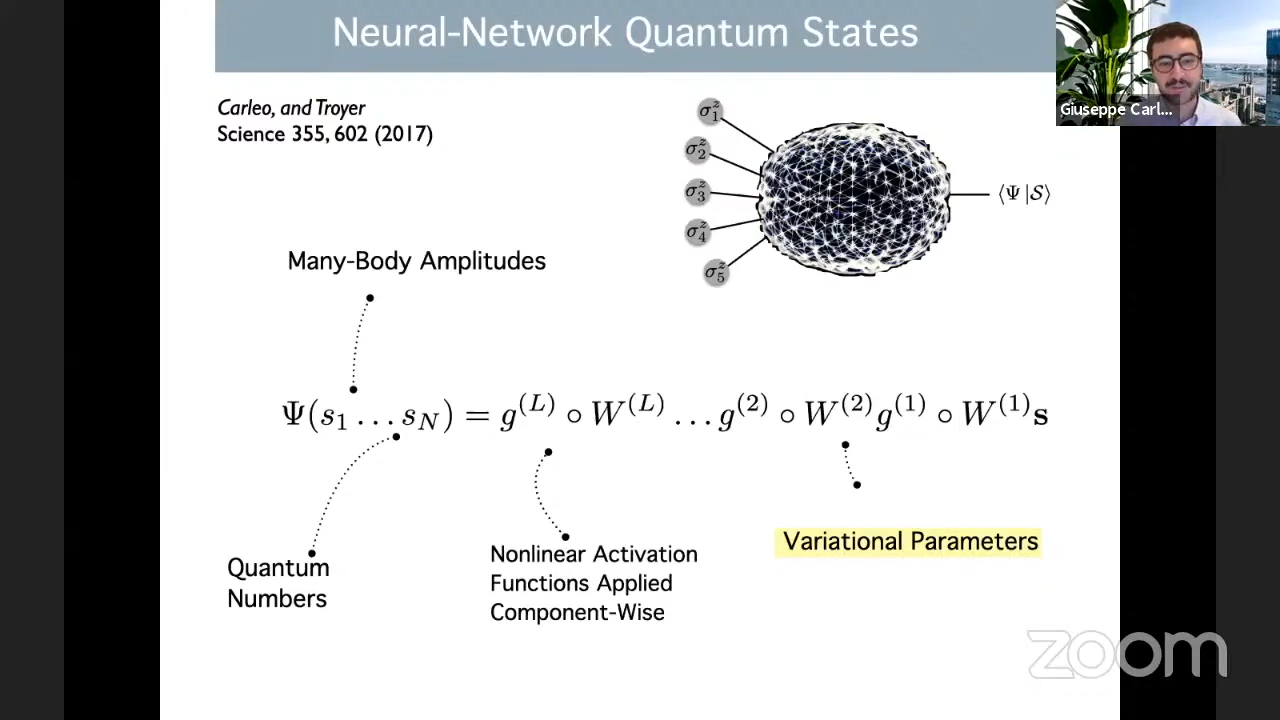 Neural-Network Quantum States
Giuseppe Carl...
Carleo, and Troyer
Science 355, 602 (2017)
σ₁ᶻ
σ₂ᶻ
σ₃ᶻ
σ₄ᶻ
σ₅ᶻ
⟨Ψ|𝒮⟩
Many-Body Amplitudes
Ψ(s₁ … s_N) = g^(L) ∘ W^(L) … g^(2) ∘ W^(2) g^(1) ∘ W^(1) s
Quantum
Numbers
Nonlinear Activation
Functions Applied
Component-Wise
Variational Parameters
zoom